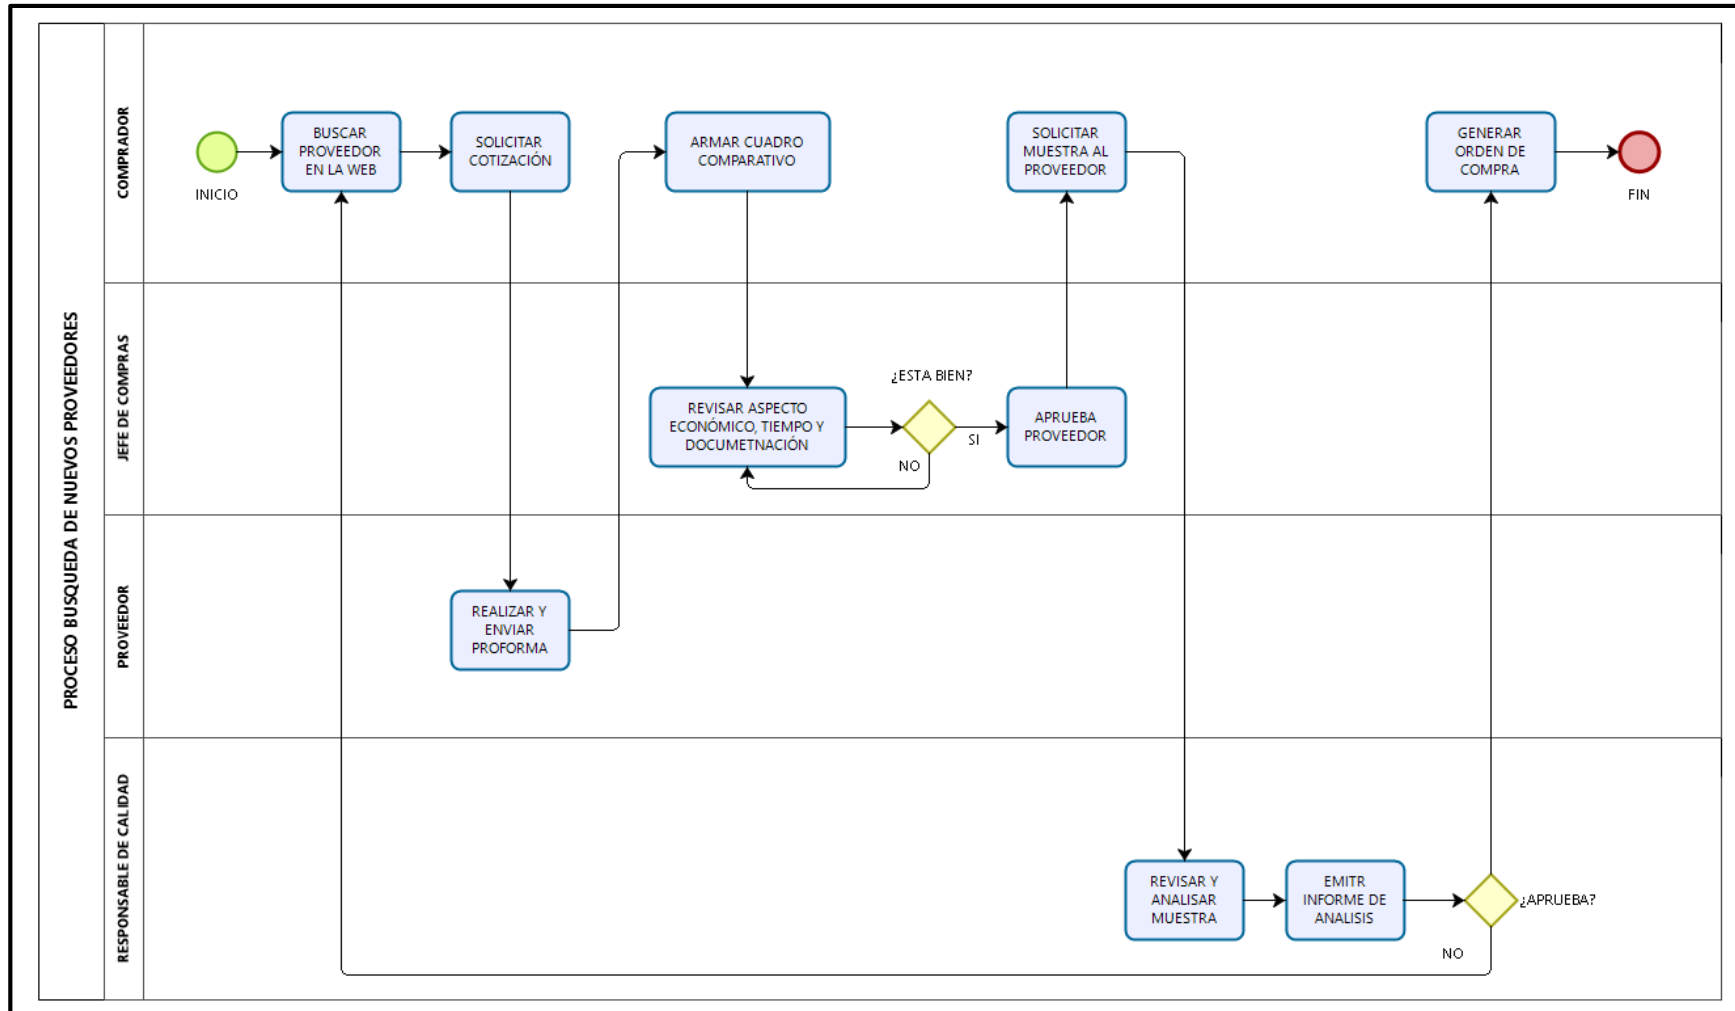 PROCESO BUSQUEDA DE NUEVOS PROVEEDORES
COMPRADOR
INICIO
BUSCAR
PROVEEDOR
EN LA WEB
SOLICITAR
COTIZACIÓN
ARMAR CUADRO
COMPARATIVO
SOLICITAR
MUESTRA AL
PROVEEDOR
GENERAR
ORDEN DE
COMPRA
FIN
JEFE DE COMPRAS
REVISAR ASPECTO
ECONÓMICO, TIEMPO Y
DOCUMETNACIÓN
¿ESTA BIEN?
SI
NO
APRUEBA
PROVEEDOR
PROVEEDOR
REALIZAR Y
ENVIAR
PROFORMA
RESPONSABLE DE CALIDAD
REVISAR Y
ANALISAR
MUESTRA
EMITR
INFORME DE
ANALISIS
¿APRUEBA?
NO